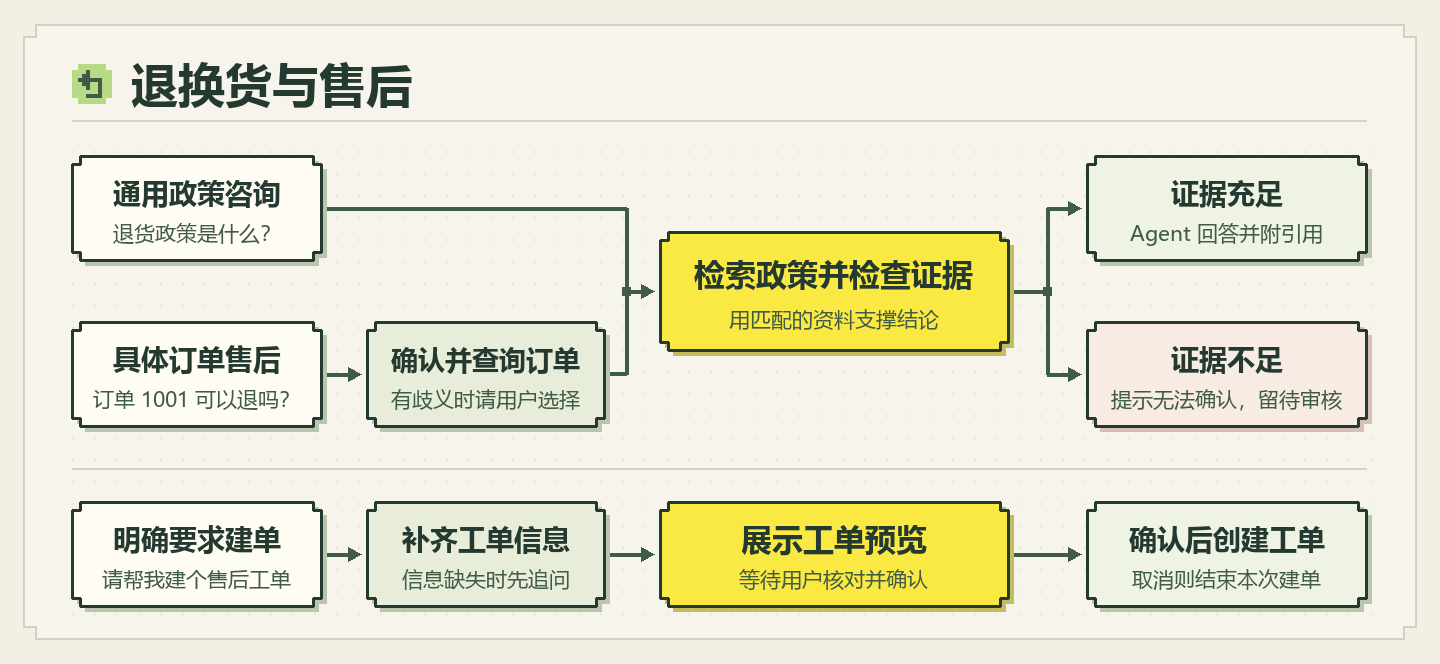 退换货与售后
通用政策咨询
退货政策是什么？
具体订单售后
订单 1001 可以退吗？
确认并查询订单
有歧义时请用户选择
检索政策并检查证据
用匹配的资料支撑结论
证据充足
Agent 回答并附引用
证据不足
提示无法确认，留待审核
明确要求建单
请帮我建个售后工单
补齐工单信息
信息缺失时先追问
展示工单预览
等待用户核对并确认
确认后创建工单
取消则结束本次建单